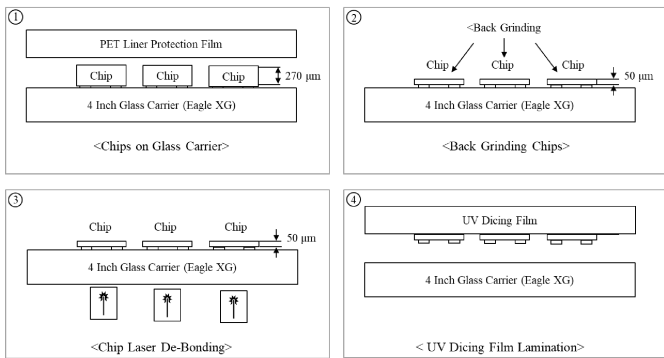 ①
PET Liner Protection Film
Chip Chip Chip
270 μm
4 Inch Glass Carrier (Eagle XG)
<Chips on Glass Carrier>
②
<Back Grinding
Chip Chip Chip
50 μm
4 Inch Glass Carrier (Eagle XG)
<Back Grinding Chips>
③
Chip Chip Chip
50 μm
4 Inch Glass Carrier (Eagle XG)
<Chip Laser De-Bonding>
④
UV Dicing Film
4 Inch Glass Carrier (Eagle XG)
< UV Dicing Film Lamination>